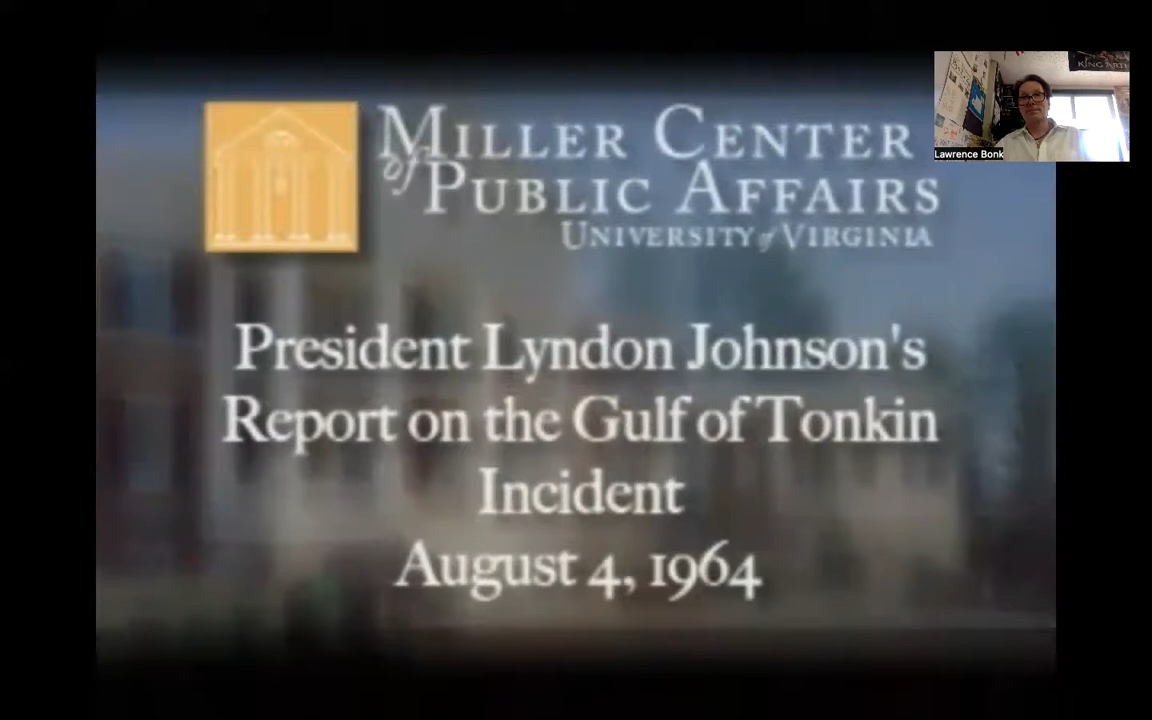 MILLER CENTER
of PUBLIC AFFAIRS
UNIVERSITY of VIRGINIA
President Lyndon Johnson's
Report on the Gulf of Tonkin
Incident
August 4, 1964
Lawrence Bonk